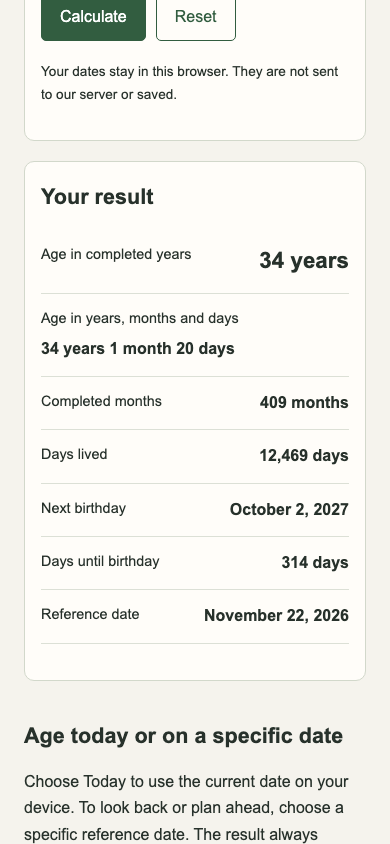 Calculate Reset
Your dates stay in this browser. They are not sent
to our server or saved.
Your result
Age in completed years 34 years
Age in years, months and days
34 years 1 month 20 days
Completed months 409 months
Days lived 12,469 days
Next birthday October 2, 2027
Days until birthday 314 days
Reference date November 22, 2026
Age today or on a specific date
Choose Today to use the current date on your
device. To look back or plan ahead, choose a
specific reference date. The result always